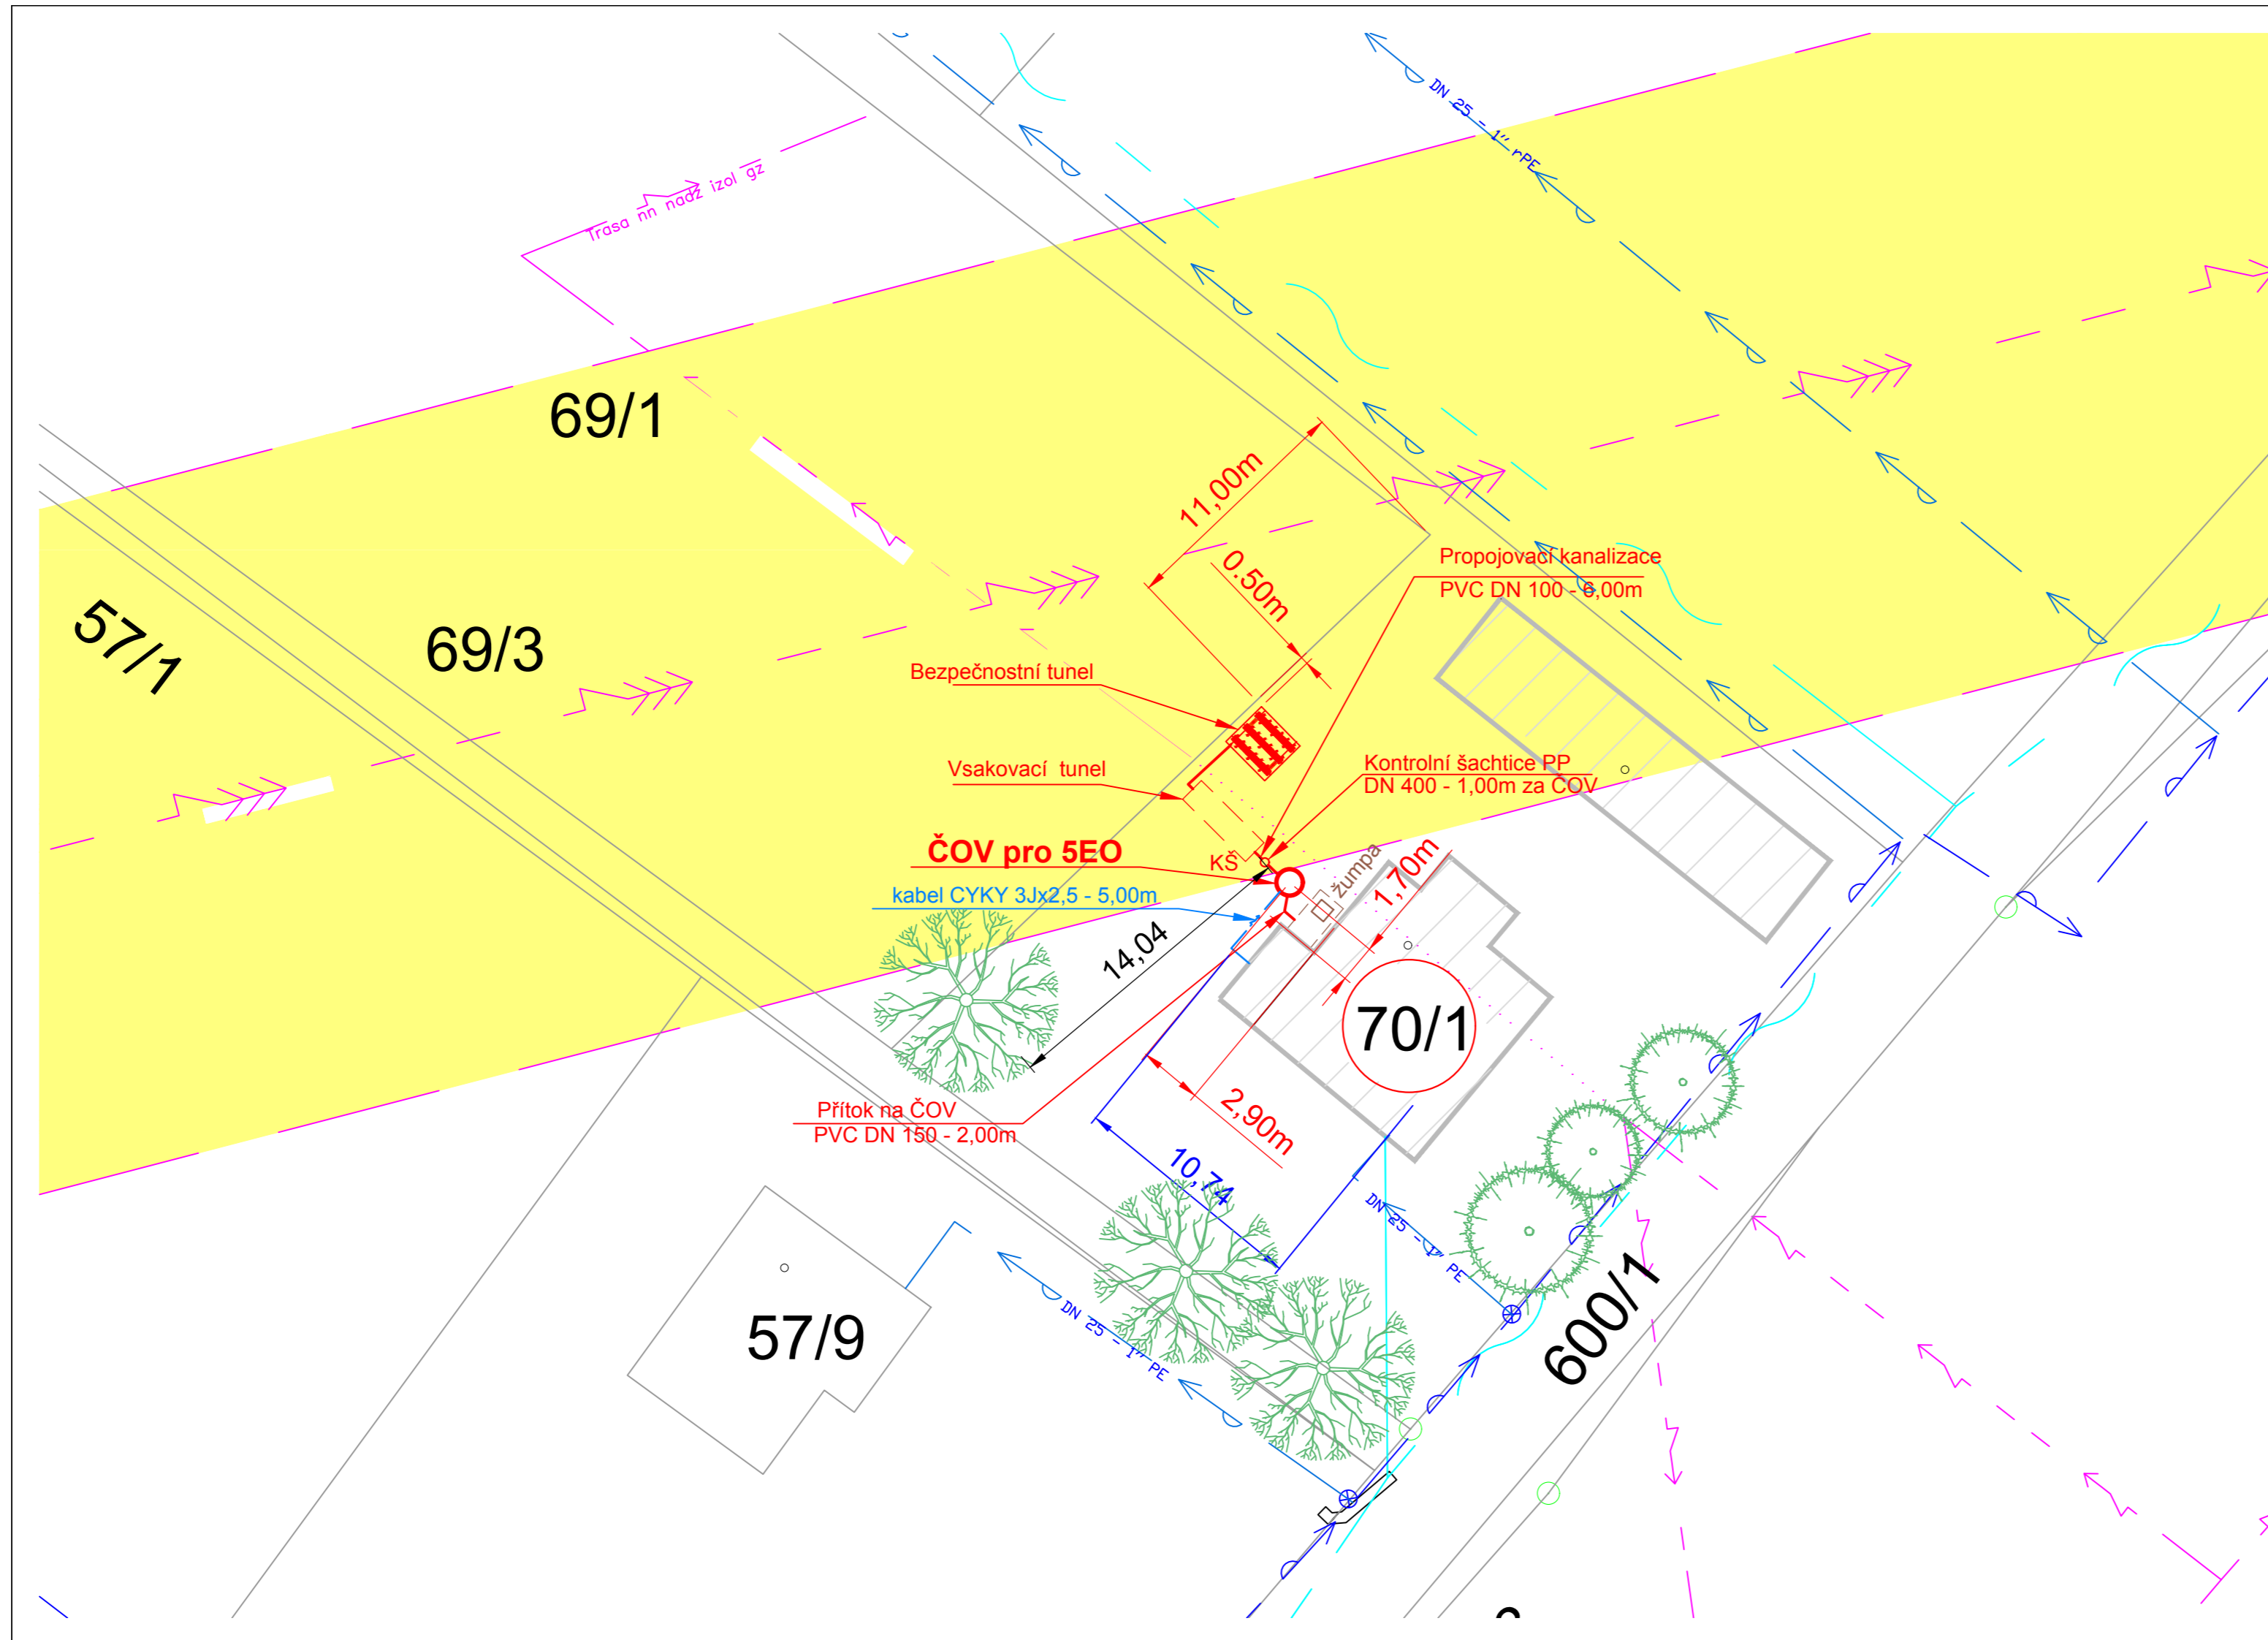 DN 25 - 1" rPE
Trasa nn nadz izol gz
69/1
11,00m
0.50m
Propojovací kanalizace
PVC DN 100 - 6,00m
57/1
69/3
Bezpečnostní tunel
Vsakovací tunel
Kontrolní šachtice PP
DN 400 - 1,00m za ČOV
ČOV pro 5EO
KŠ
žumpa
1,70m
kabel CYKY 3Jx2,5 - 5,00m
14,04
70/1
Přítok na ČOV
PVC DN 150 - 2,00m
2,90m
10,74
DN 25 - 1" PE
600/1
57/9
DN 25 - 1" PE